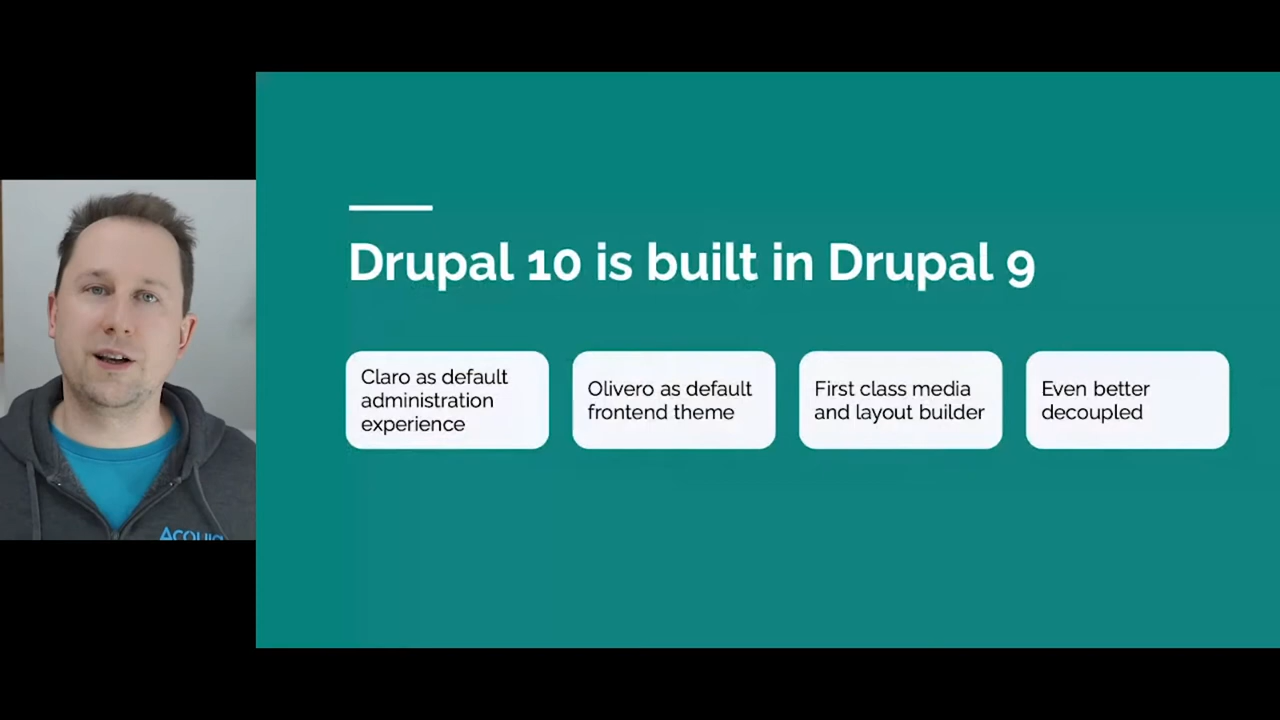 Drupal 10 is built in Drupal 9
Claro as default
administration
experience
Olivero as default
frontend theme
First class media
and layout builder
Even better
decoupled
Acquia